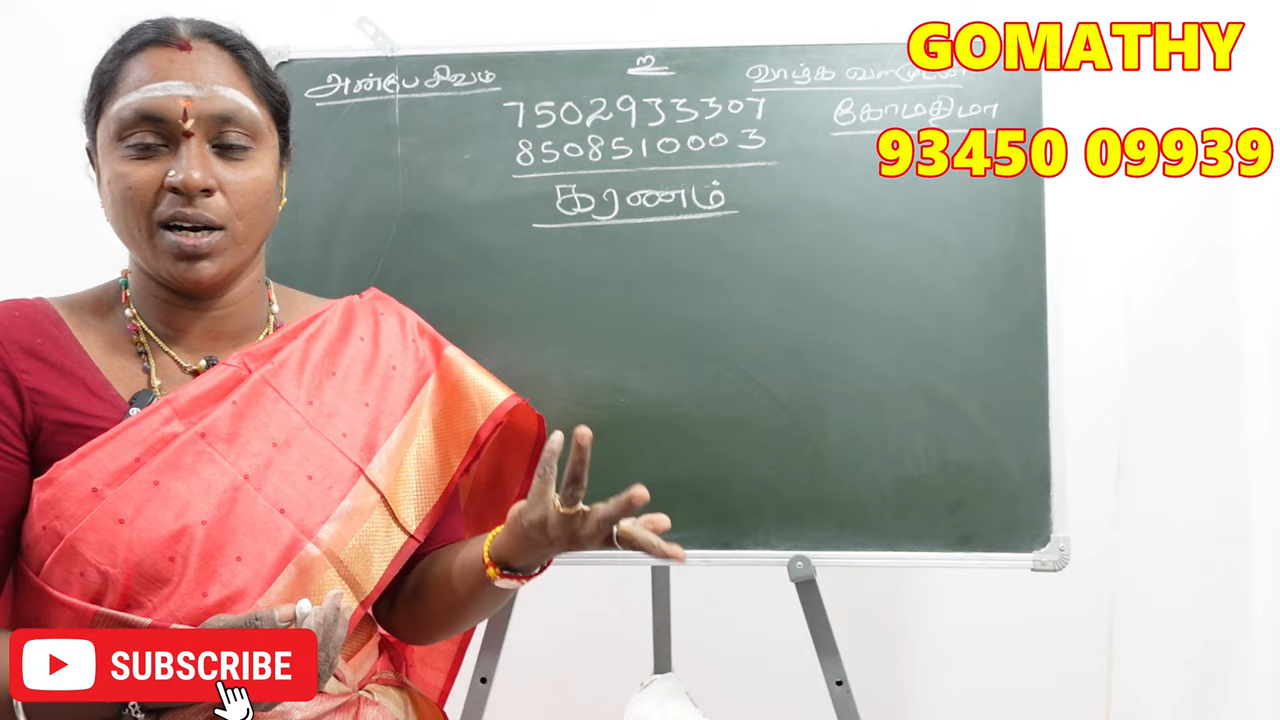 GOMATHY
93450 09939
உ
அன்பே சிவம்
வாழ்க வளமுடன்
7502933307
கோமதிமா
8508510003
கரணம்
SUBSCRIBE